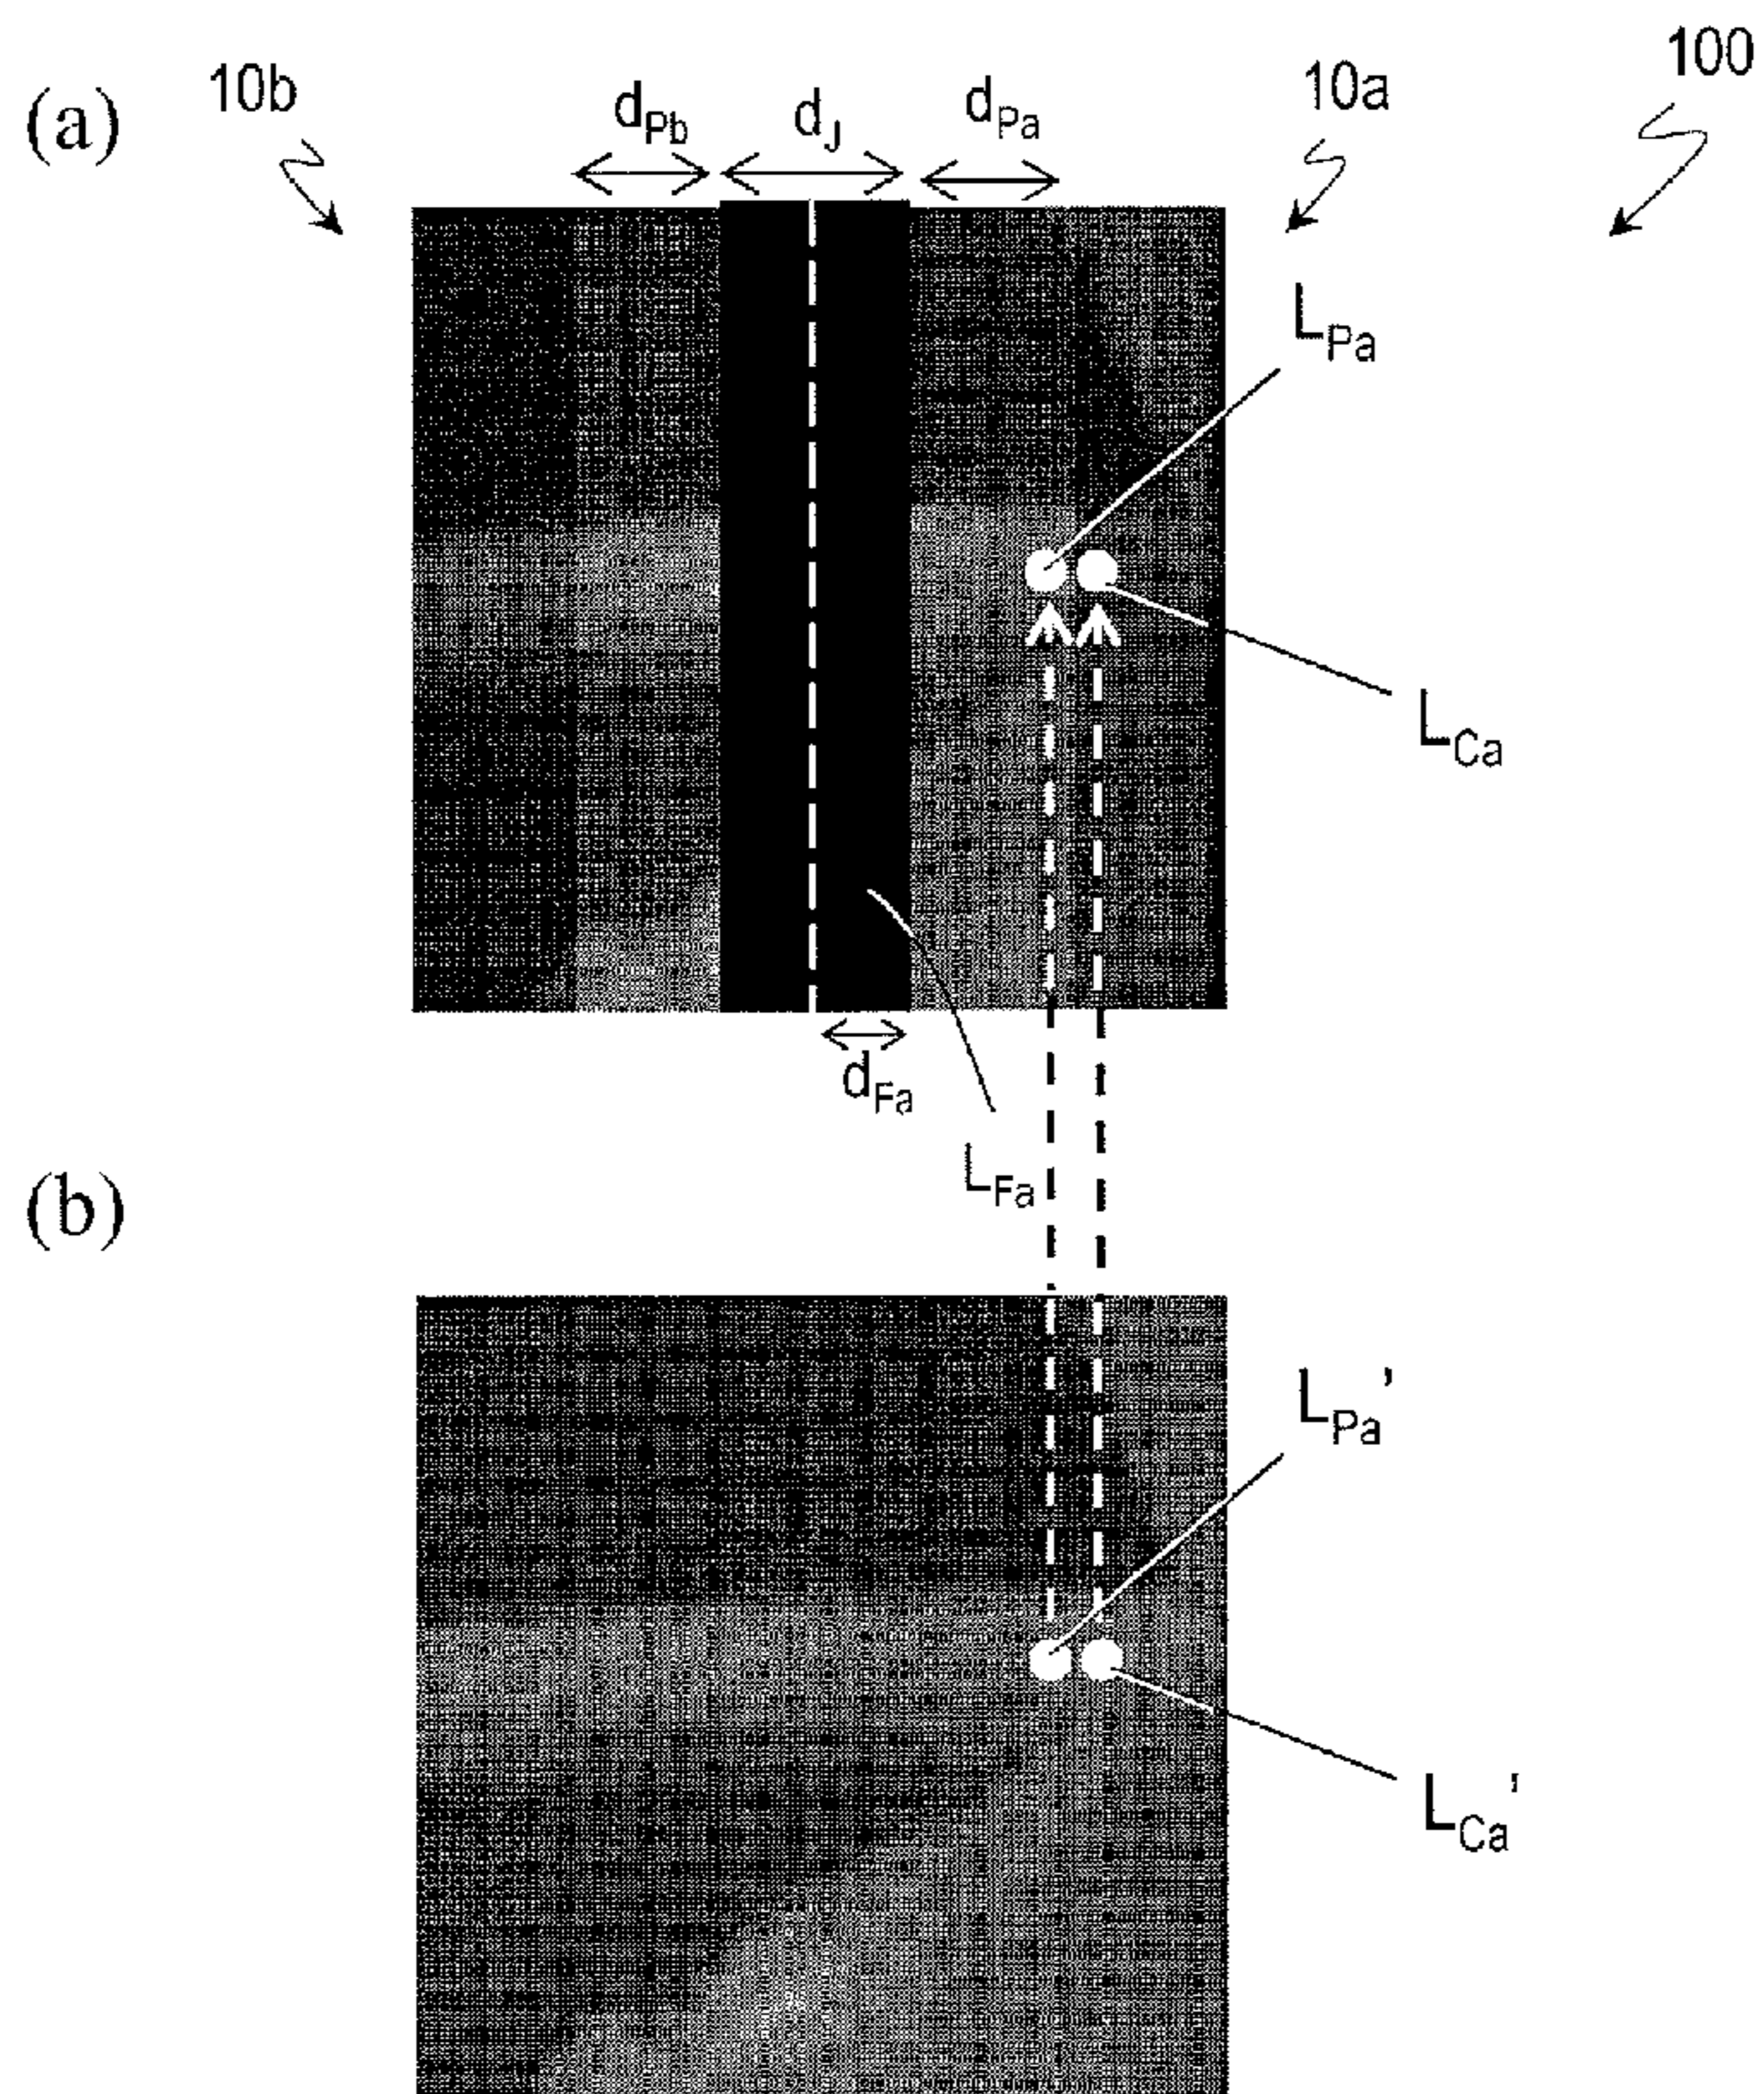 (a) 10b d_Pb d_J d_Pa 10a 100
L_Pa
L_Ca
d_Fa
L_Fa
(b)
L_Pa'
L_Ca'